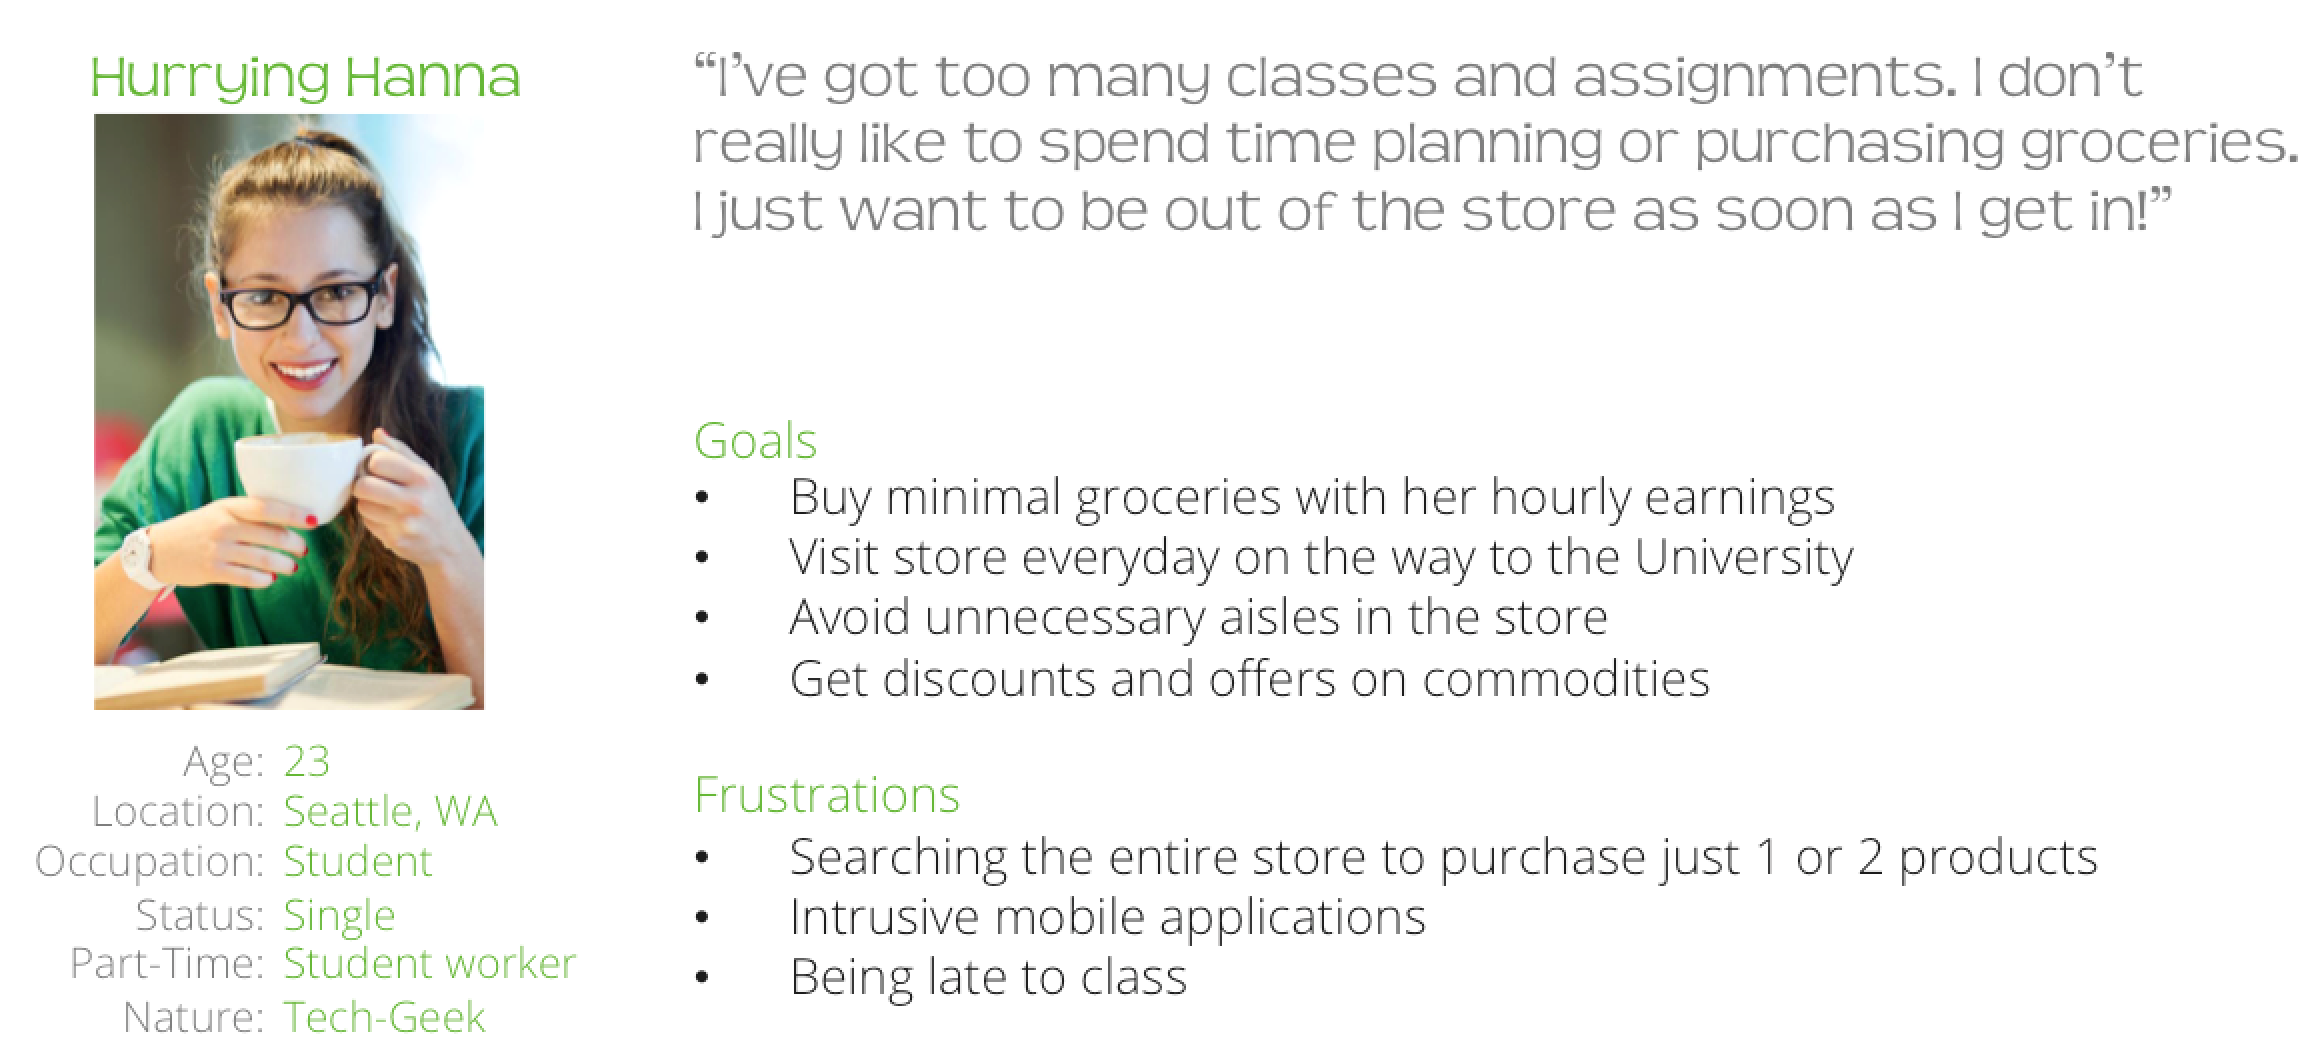 Hurrying Hanna
“I’ve got too many classes and assignments. I don’t
really like to spend time planning or purchasing groceries.
I just want to be out of the store as soon as I get in!”
Goals
• Buy minimal groceries with her hourly earnings
• Visit store everyday on the way to the University
• Avoid unnecessary aisles in the store
• Get discounts and offers on commodities
Frustrations
• Searching the entire store to purchase just 1 or 2 products
• Intrusive mobile applications
• Being late to class
Age: 23
Location: Seattle, WA
Occupation: Student
Status: Single
Part-Time: Student worker
Nature: Tech-Geek